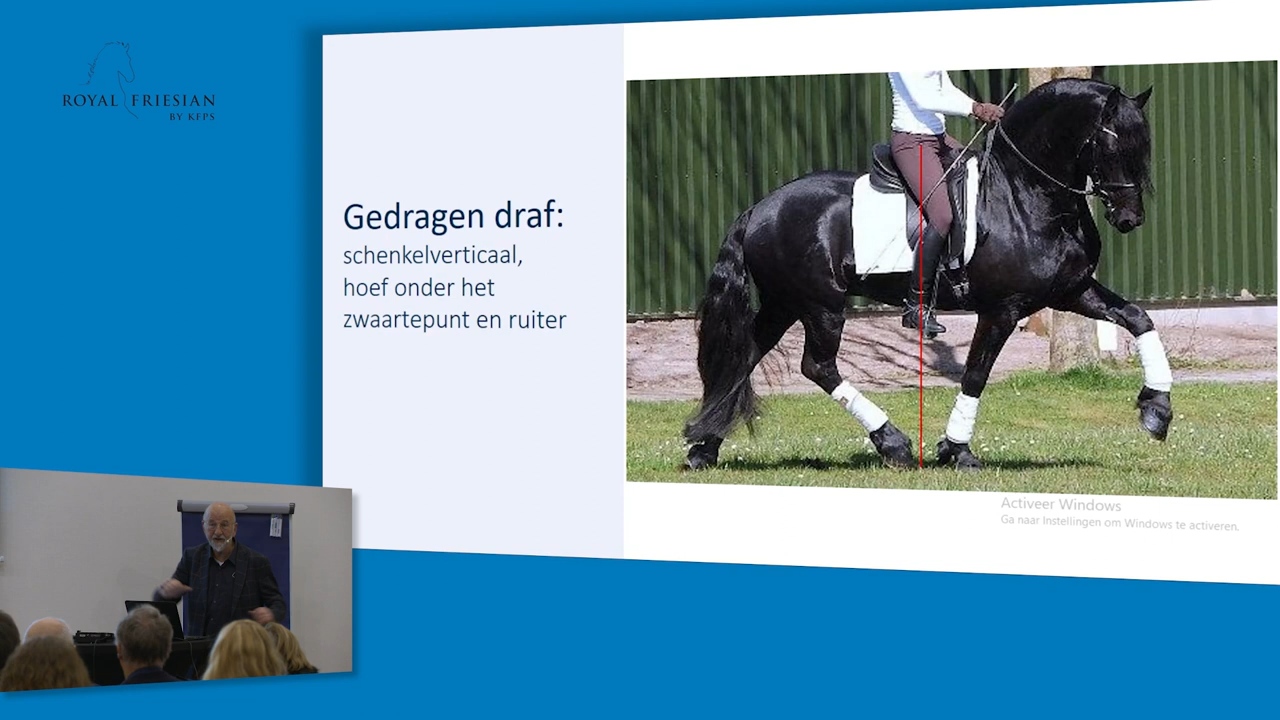 ROYAL FRIESIAN
BY KFPS
Gedragen draf:
schenkelverticaal,
hoef onder het
zwaartepunt en ruiter
Activeer Windows
Ga naar Instellingen om Windows te activeren.